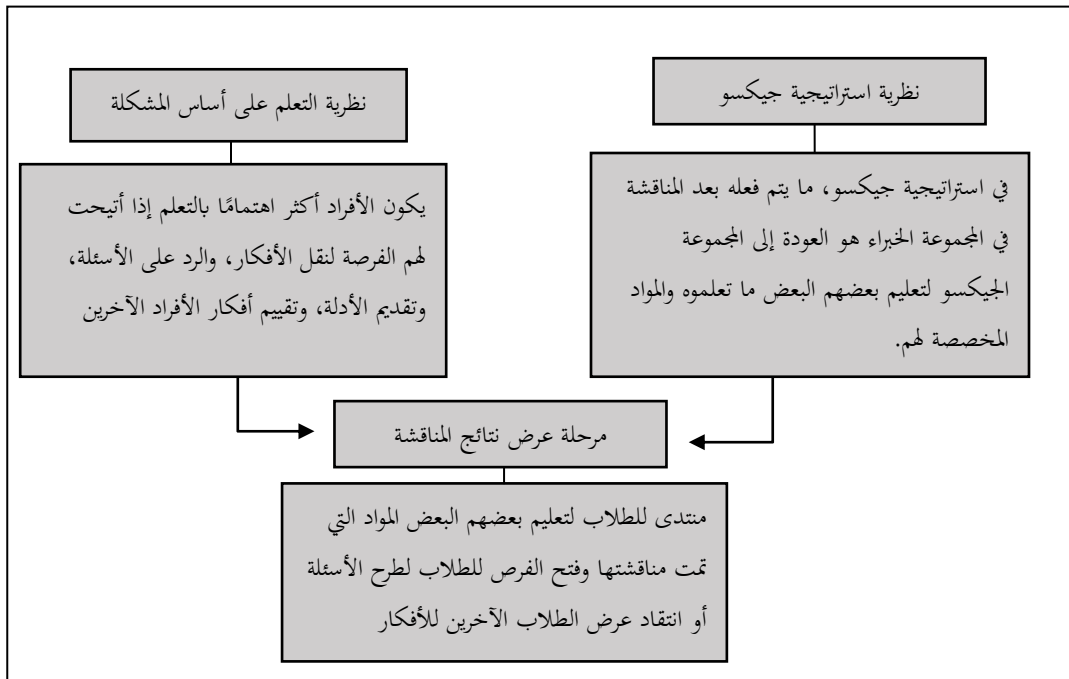 نظرية استراتيجية جيكسو
في استراتيجية جيكسو، ما يتم فعله بعد المناقشة
في المجموعة الخبراء هو العودة إلى المجموعة
الجيكسو لتعليم بعضهم البعض ما تعلموه والمواد
المخصصة لهم.
نظرية التعلم على أساس المشكلة
يكون الأفراد أكثر اهتمامًا بالتعلم إذا أتيحت
لهم الفرصة لنقل الأفكار، والرد على الأسئلة،
وتقديم الأدلة، وتقييم أفكار الأفراد الآخرين
مرحلة عرض نتائج المناقشة
منتدى للطلاب لتعليم بعضهم البعض المواد التي
تمت مناقشتها وفتح الفرص للطلاب لطرح الأسئلة
أو انتقاد عرض الطلاب الآخرين للأفكار